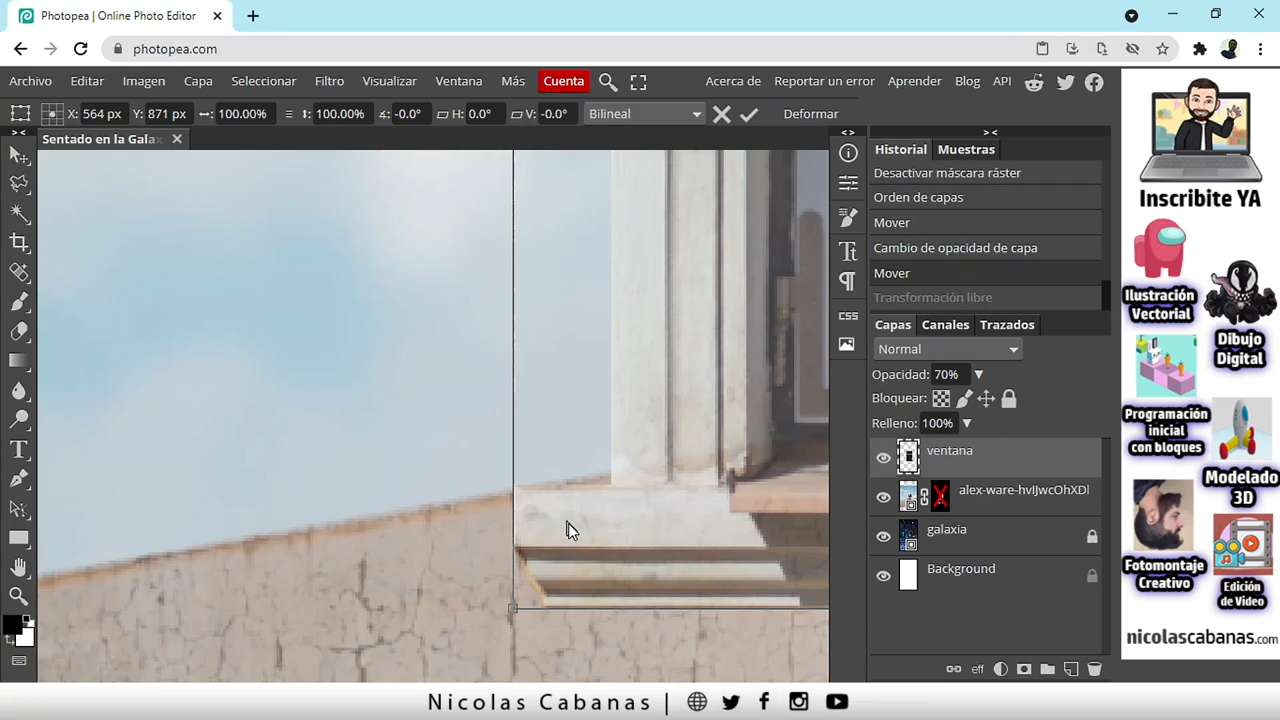 Photopea | Online Photo Editor
photopea.com
Archivo Editar Imagen Capa Seleccionar Filtro Visualizar Ventana Más Cuenta Acerca de Reportar un error Aprender Blog API
X: 564 px Y: 871 px 100.00% 100.00% -0.0° H: 0.0° V: -0.0° Bilineal Deformar
Sentado en la Gala
Historial Muestras
Desactivar máscara ráster
Orden de capas
Mover
Cambio de opacidad de capa
Mover
Transformación libre
CSS
Capas Canales Trazados
Normal
Opacidad: 70%
Bloquear:
Relleno: 100%
ventana
alex-ware-hvIJwcOhXD
galaxia
Background
eff
Inscribite YA
Ilustración
Vectorial
Dibujo
Digital
Programación
inicial
con bloques
Modelado
3D
Fotomontaje
Creativo
Edición
de Video
nicolascabanas.com
Nicolas Cabanas |